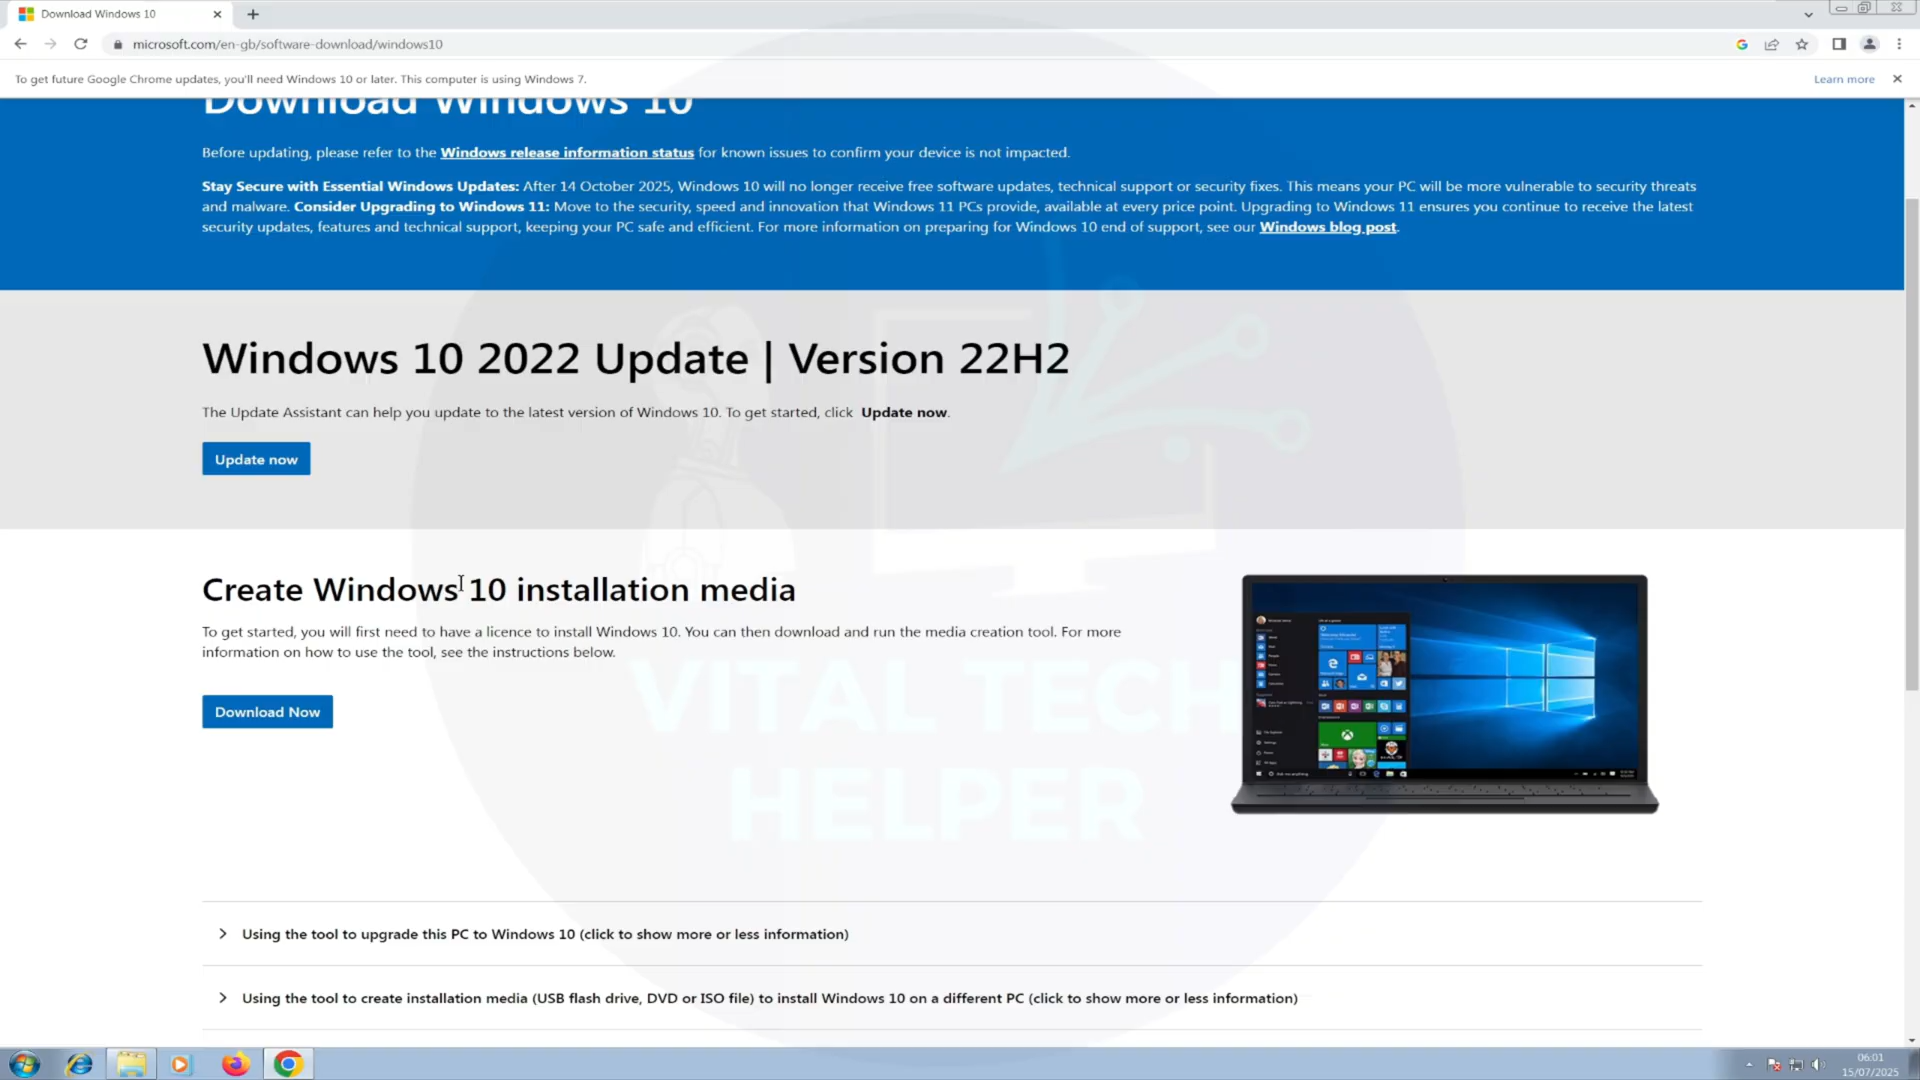 Download Windows 10
microsoft.com/en-gb/software-download/windows10
To get future Google Chrome updates, you'll need Windows 10 or later. This computer is using Windows 7.
Learn more
Download Windows 10
Before updating, please refer to the Windows release information status for known issues to confirm your device is not impacted.
Stay Secure with Essential Windows Updates: After 14 October 2025, Windows 10 will no longer receive free software updates, technical support or security fixes. This means your PC will be more vulnerable to security threats
and malware. Consider Upgrading to Windows 11: Move to the security, speed and innovation that Windows 11 PCs provide, available at every price point. Upgrading to Windows 11 ensures you continue to receive the latest
security updates, features and technical support, keeping your PC safe and efficient. For more information on preparing for Windows 10 end of support, see our Windows blog post.
Windows 10 2022 Update | Version 22H2
The Update Assistant can help you update to the latest version of Windows 10. To get started, click Update now.
Update now
Create Windows 10 installation media
To get started, you will first need to have a licence to install Windows 10. You can then download and run the media creation tool. For more
information on how to use the tool, see the instructions below.
Download Now
VITAL TECH
HELPER
Using the tool to upgrade this PC to Windows 10 (click to show more or less information)
Using the tool to create installation media (USB flash drive, DVD or ISO file) to install Windows 10 on a different PC (click to show more or less information)
06:01
15/07/2025